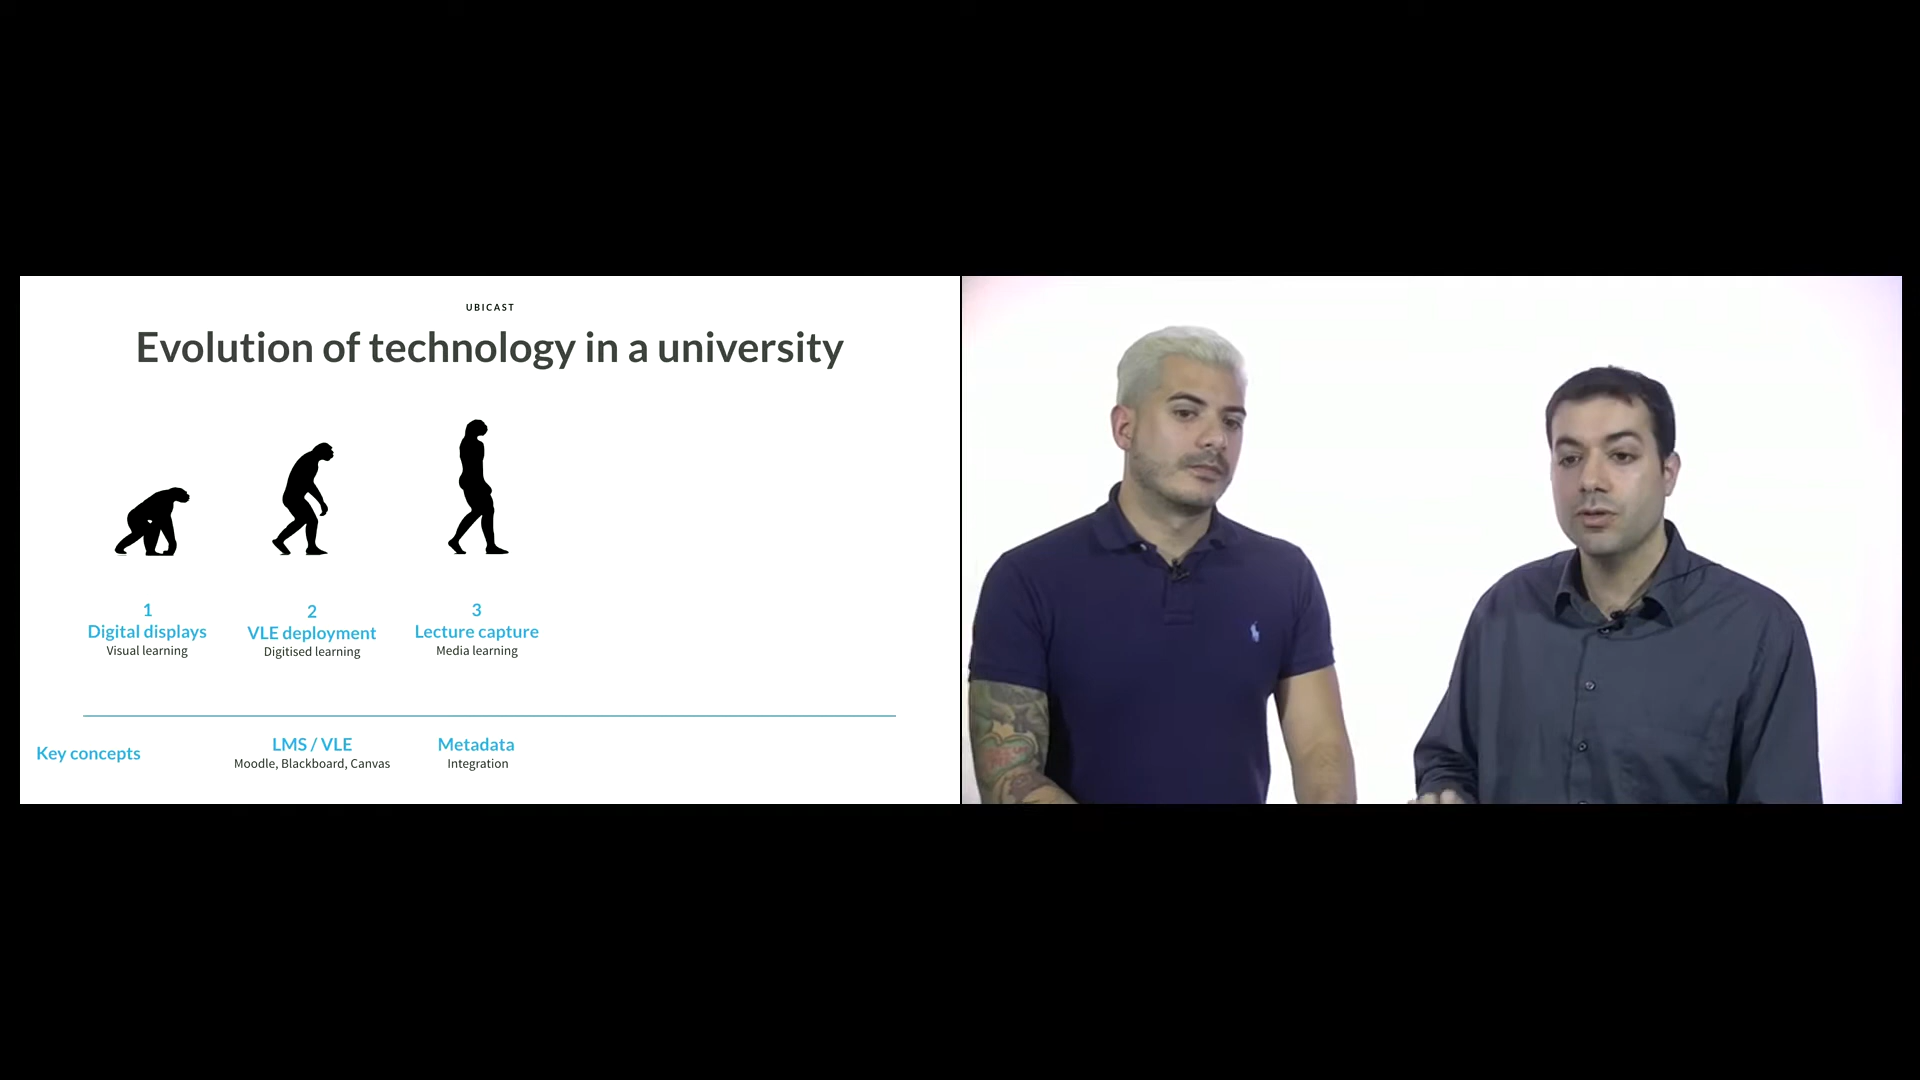 UBICAST
Evolution of technology in a university
1
Digital displays
Visual learning
2
VLE deployment
Digitised learning
3
Lecture capture
Media learning
Key concepts
LMS / VLE
Moodle, Blackboard, Canvas
Metadata
Integration